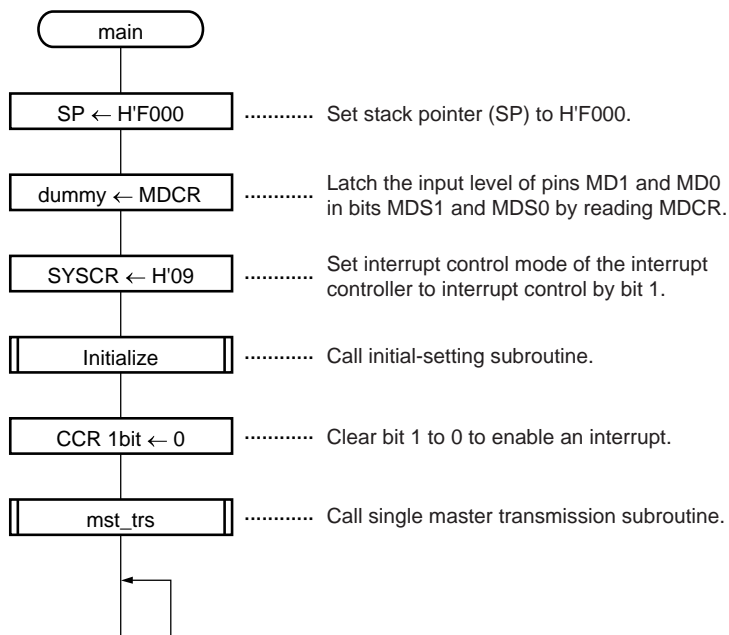 main
SP ← H'F000 ............ Set stack pointer (SP) to H'F000.
dummy ← MDCR ............ Latch the input level of pins MD1 and MD0
in bits MDS1 and MDS0 by reading MDCR.
SYSCR ← H'09 ............ Set interrupt control mode of the interrupt
controller to interrupt control by bit 1.
Initialize ............ Call initial-setting subroutine.
CCR 1bit ← 0 ............ Clear bit 1 to 0 to enable an interrupt.
mst_trs ............ Call single master transmission subroutine.